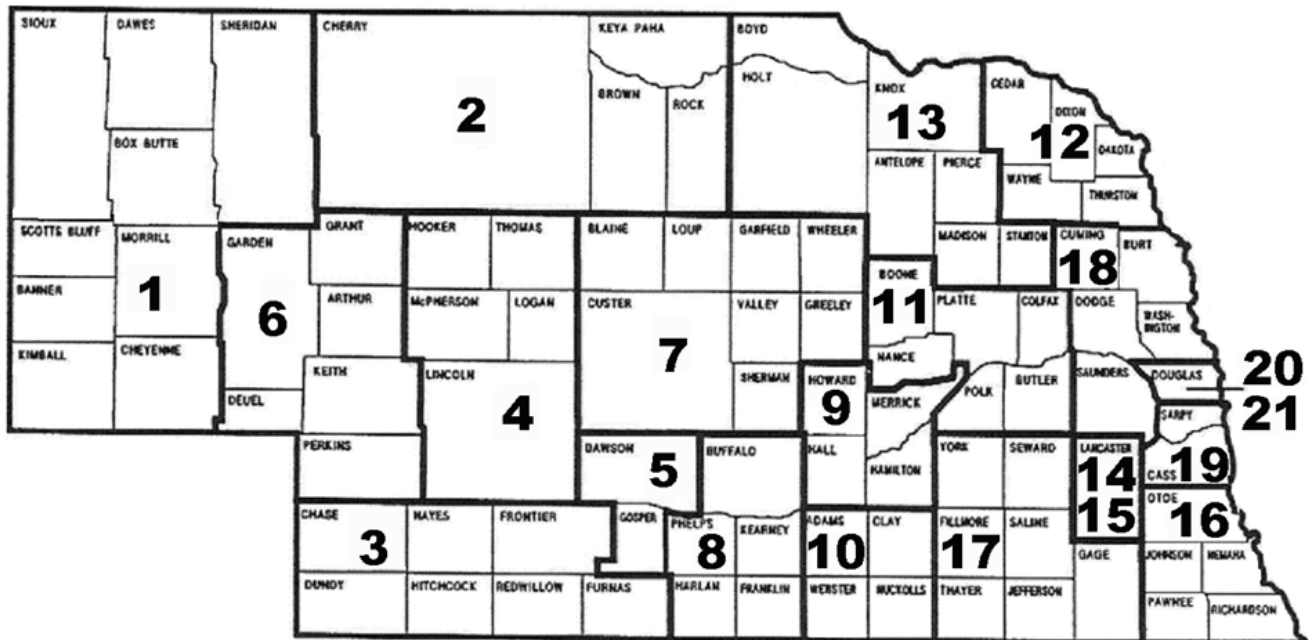 SIOUX
DAWES
SHERIDAN
CHERRY
KEYA PAHA
BOYD
HOLT
KNOX
CEDAR
DIXON
BROWN
ROCK
2
13
12
DAKOTA
BOX BUTTE
ANTELOPE
PIERCE
WAYNE
THURSTON
SCOTTS BLUFF
MORRILL
GARDEN
GRANT
HOOKER
THOMAS
BLAINE
LOUP
GARFIELD
WHEELER
MADISON
STANTON
CUMING
BURT
18
BANNER
1
6
ARTHUR
McPHERSON
LOGAN
CUSTER
VALLEY
GREELEY
BOONE
11
PLATTE
COLFAX
DODGE
WASH-
INGTON
KIMBALL
CHEYENNE
KEITH
DEUEL
LINCOLN
4
7
SHERMAN
HOWARD
9
NANCE
MERRICK
POLK
BUTLER
SAUNDERS
DOUGLAS
20
21
SARPY
PERKINS
DAWSON
5
BUFFALO
HALL
HAMILTON
YORK
SEWARD
LANCASTER
14
15
CASS
19
OTOE
16
CHASE
3
HAYES
FRONTIER
GOSPER
PHELPS
8
KEARNEY
ADAMS
10
CLAY
FILLMORE
17
SALINE
GAGE
JOHNSON
NEMAHA
DUNDY
HITCHCOCK
REDWILLOW
FURNAS
HARLAN
FRANKLIN
WEBSTER
NUCKOLLS
THAYER
JEFFERSON
PAWNEE
RICHARDSON